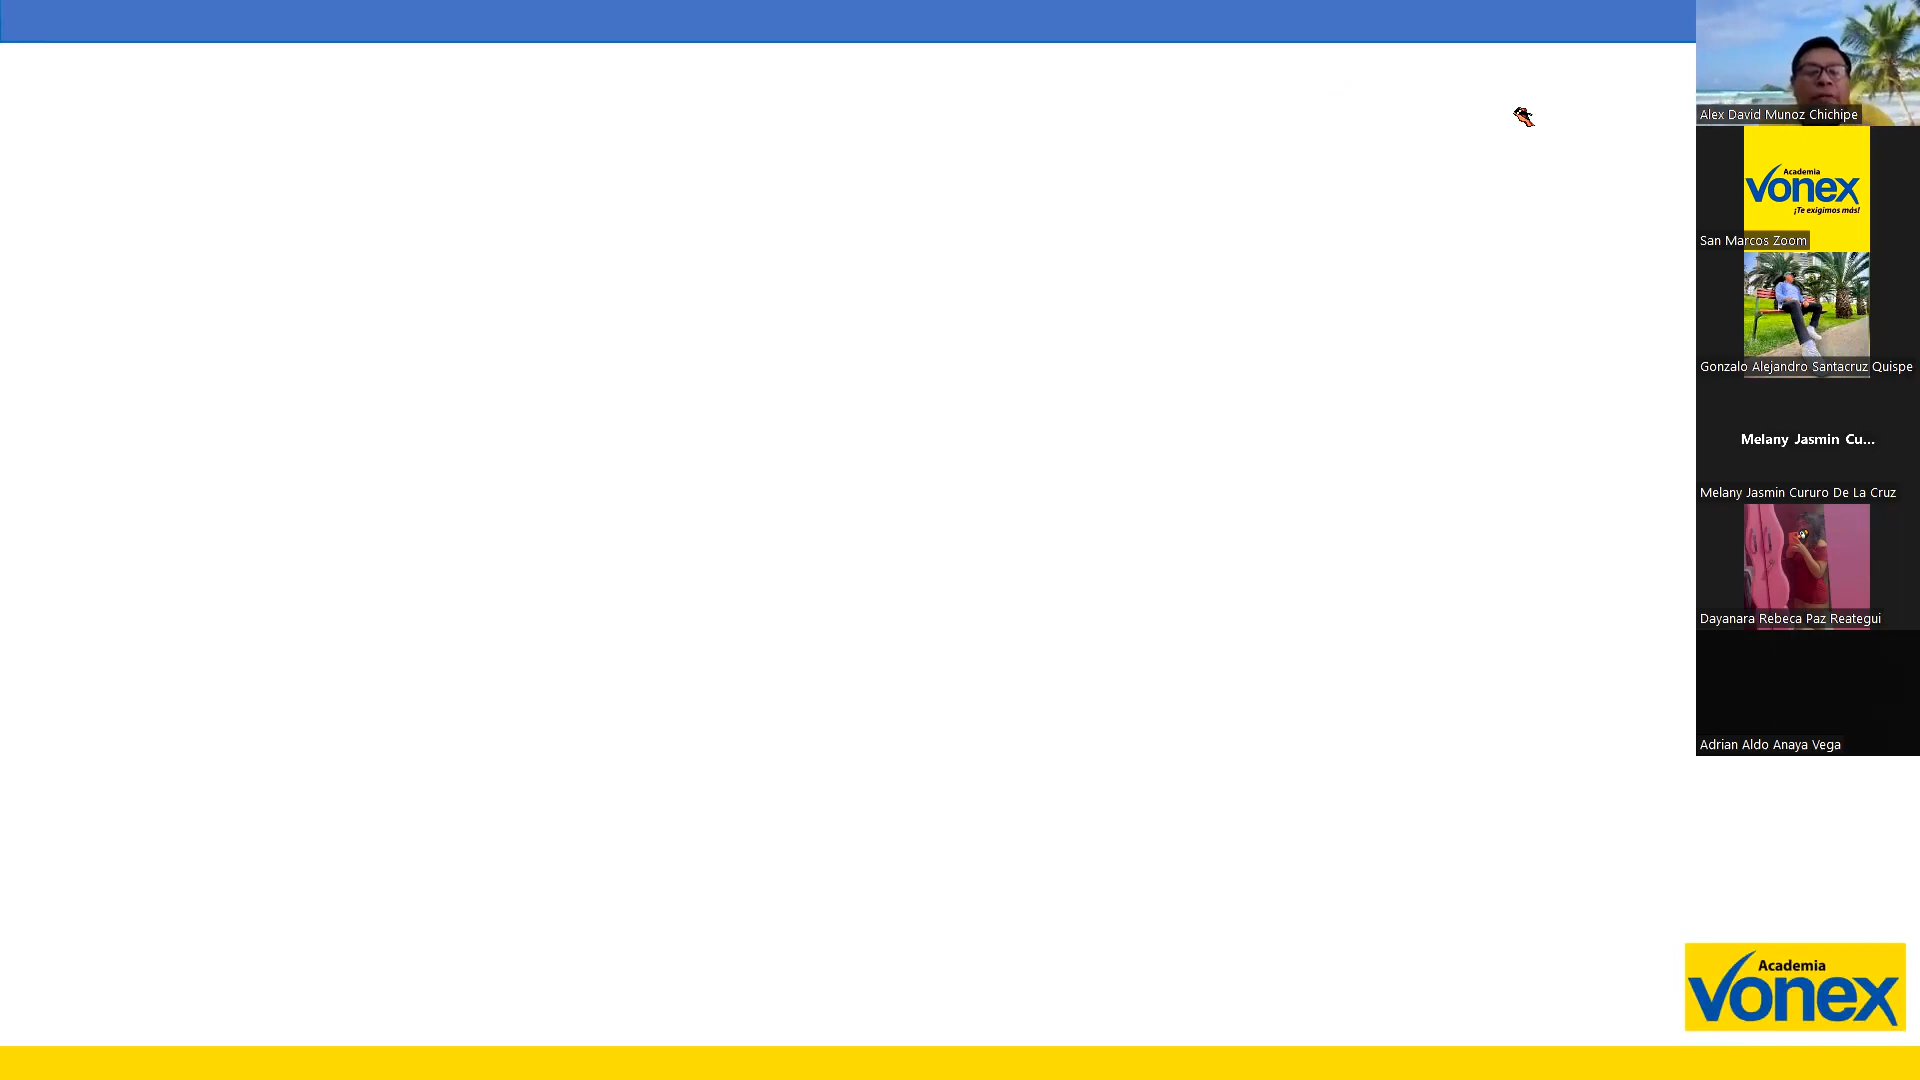 Alex David Munoz Chichipe
Academia
vonex
¡Te exigimos más!
San Marcos Zoom
Gonzalo Alejandro Santacruz Quispe
Melany Jasmin Cu...
Melany Jasmin Cururo De La Cruz
Dayanara Rebeca Paz Reategui
Adrian Aldo Anaya Vega
Academia
vonex